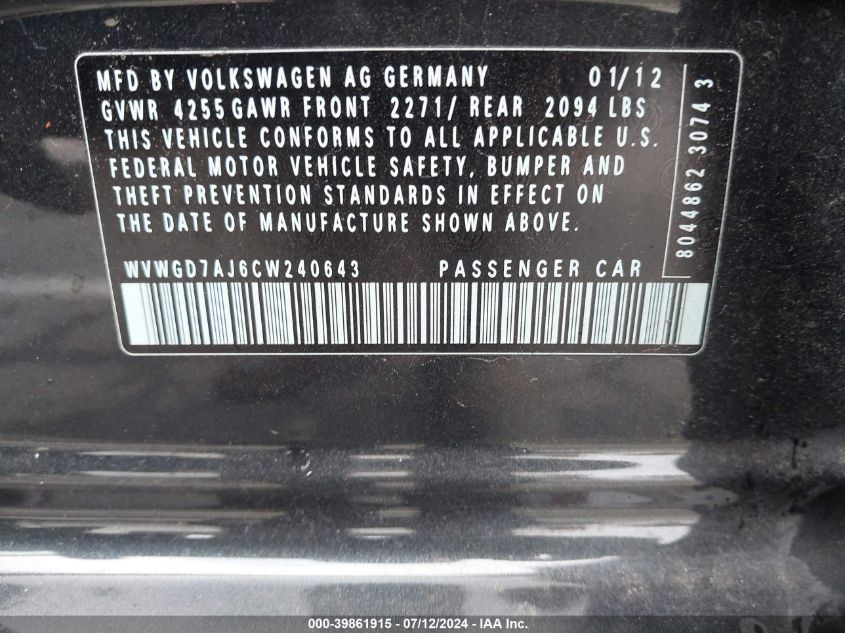 MFD BY VOLKSWAGEN AG GERMANY 01/12
GVWR 4255 GAWR FRONT 2271/ REAR 2094 LBS
THIS VEHICLE CONFORMS TO ALL APPLICABLE U.S.
FEDERAL MOTOR VEHICLE SAFETY, BUMPER AND
THEFT PREVENTION STANDARDS IN EFFECT ON
THE DATE OF MANUFACTURE SHOWN ABOVE.
WVWGD7AJ6CW240643 PASSENGER CAR
8044862 3074 3
000-39861915 - 07/12/2024 - IAA Inc.